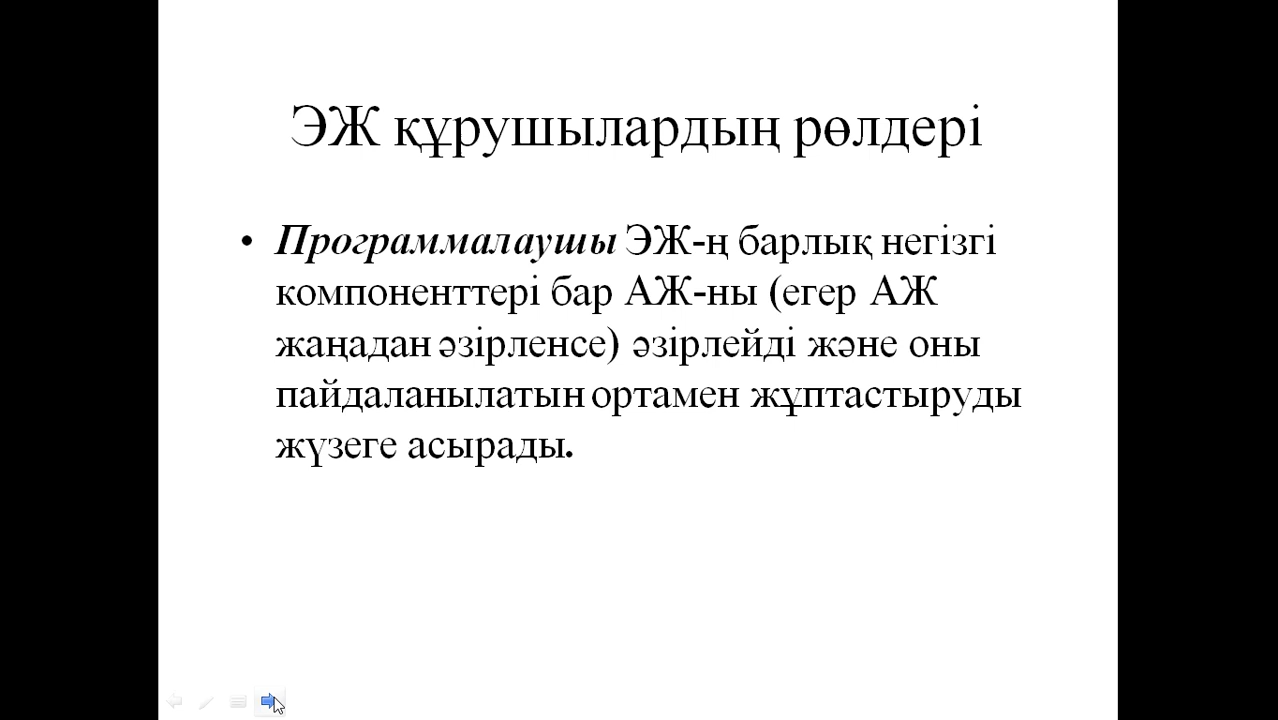 ЭЖ құрушылардың рөлдері
• Программалаушы ЭЖ-ң барлық негізгі
компоненттері бар АЖ-ны (егер АЖ
жаңадан әзірленсе) әзірлейді және оны
пайдаланылатын ортамен жұптастыруды
жүзеге асырады.